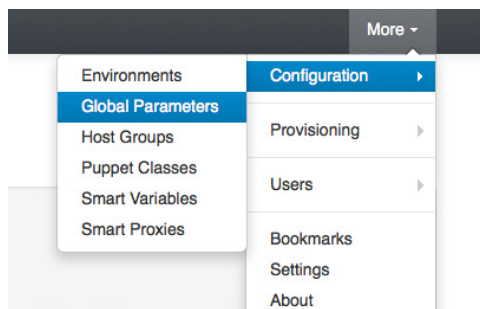 More
Environments
Global Parameters
Host Groups
Puppet Classes
Smart Variables
Smart Proxies
Configuration
Provisioning
Users
Bookmarks
Settings
About